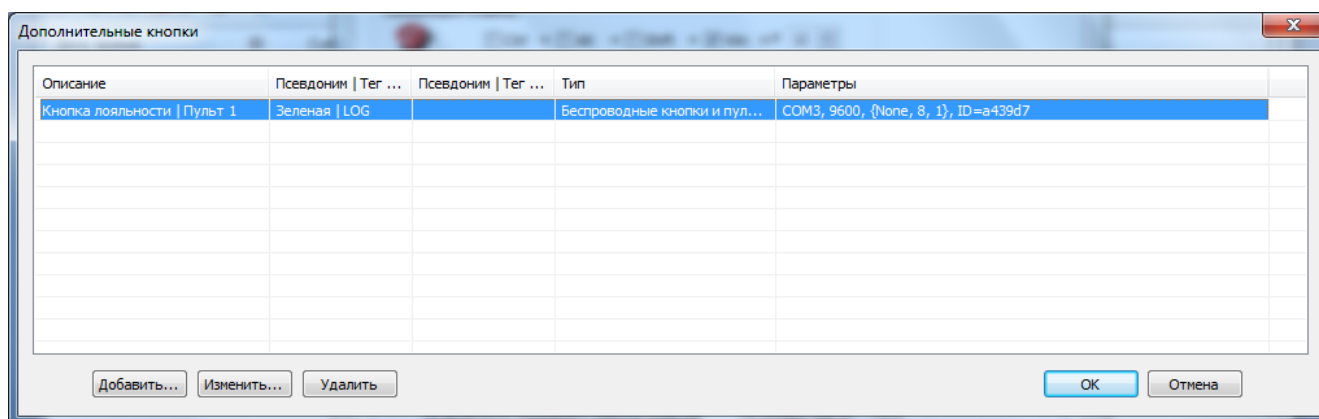 Дополнительные кнопки
Описание Псевдоним | Тег ... Псевдоним | Тег ... Тип Параметры
Кнопка лояльности | Пульт 1 Зеленая | LOG Беспроводные кнопки и пул... COM3, 9600, {None, 8, 1}, ID=a439d7
Добавить... Изменить... Удалить OK Отмена